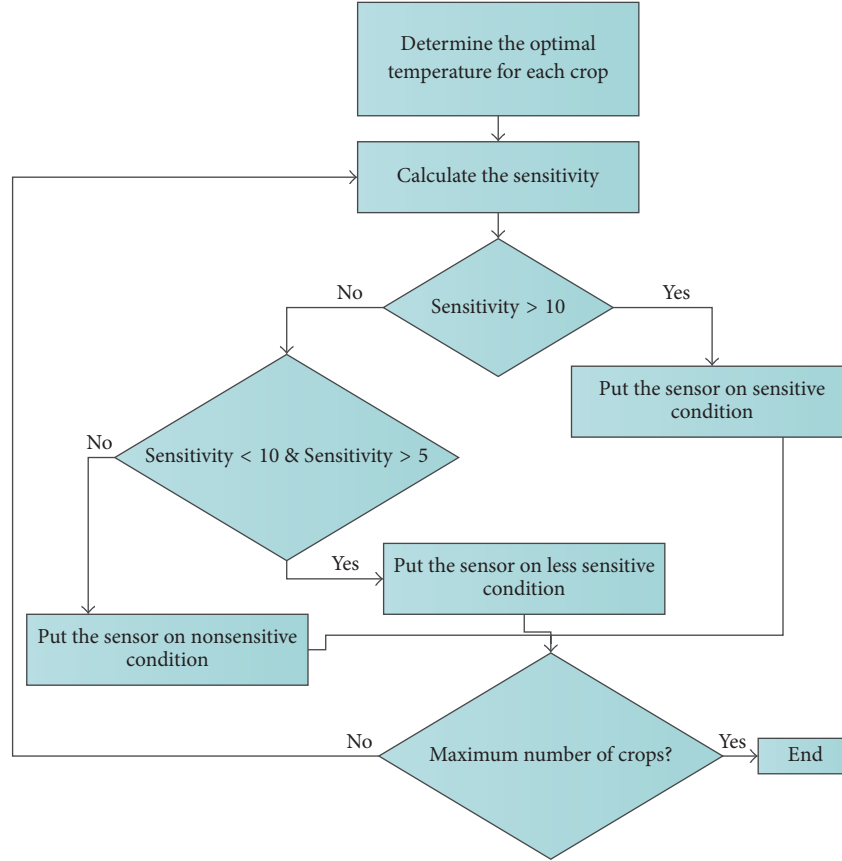 Determine the optimal
temperature for each crop
Calculate the sensitivity
No
Sensitivity > 10
Yes
Put the sensor on sensitive
condition
No
Sensitivity < 10 & Sensitivity > 5
Yes
Put the sensor on less sensitive
condition
Put the sensor on nonsensitive
condition
No
Maximum number of crops?
Yes
End